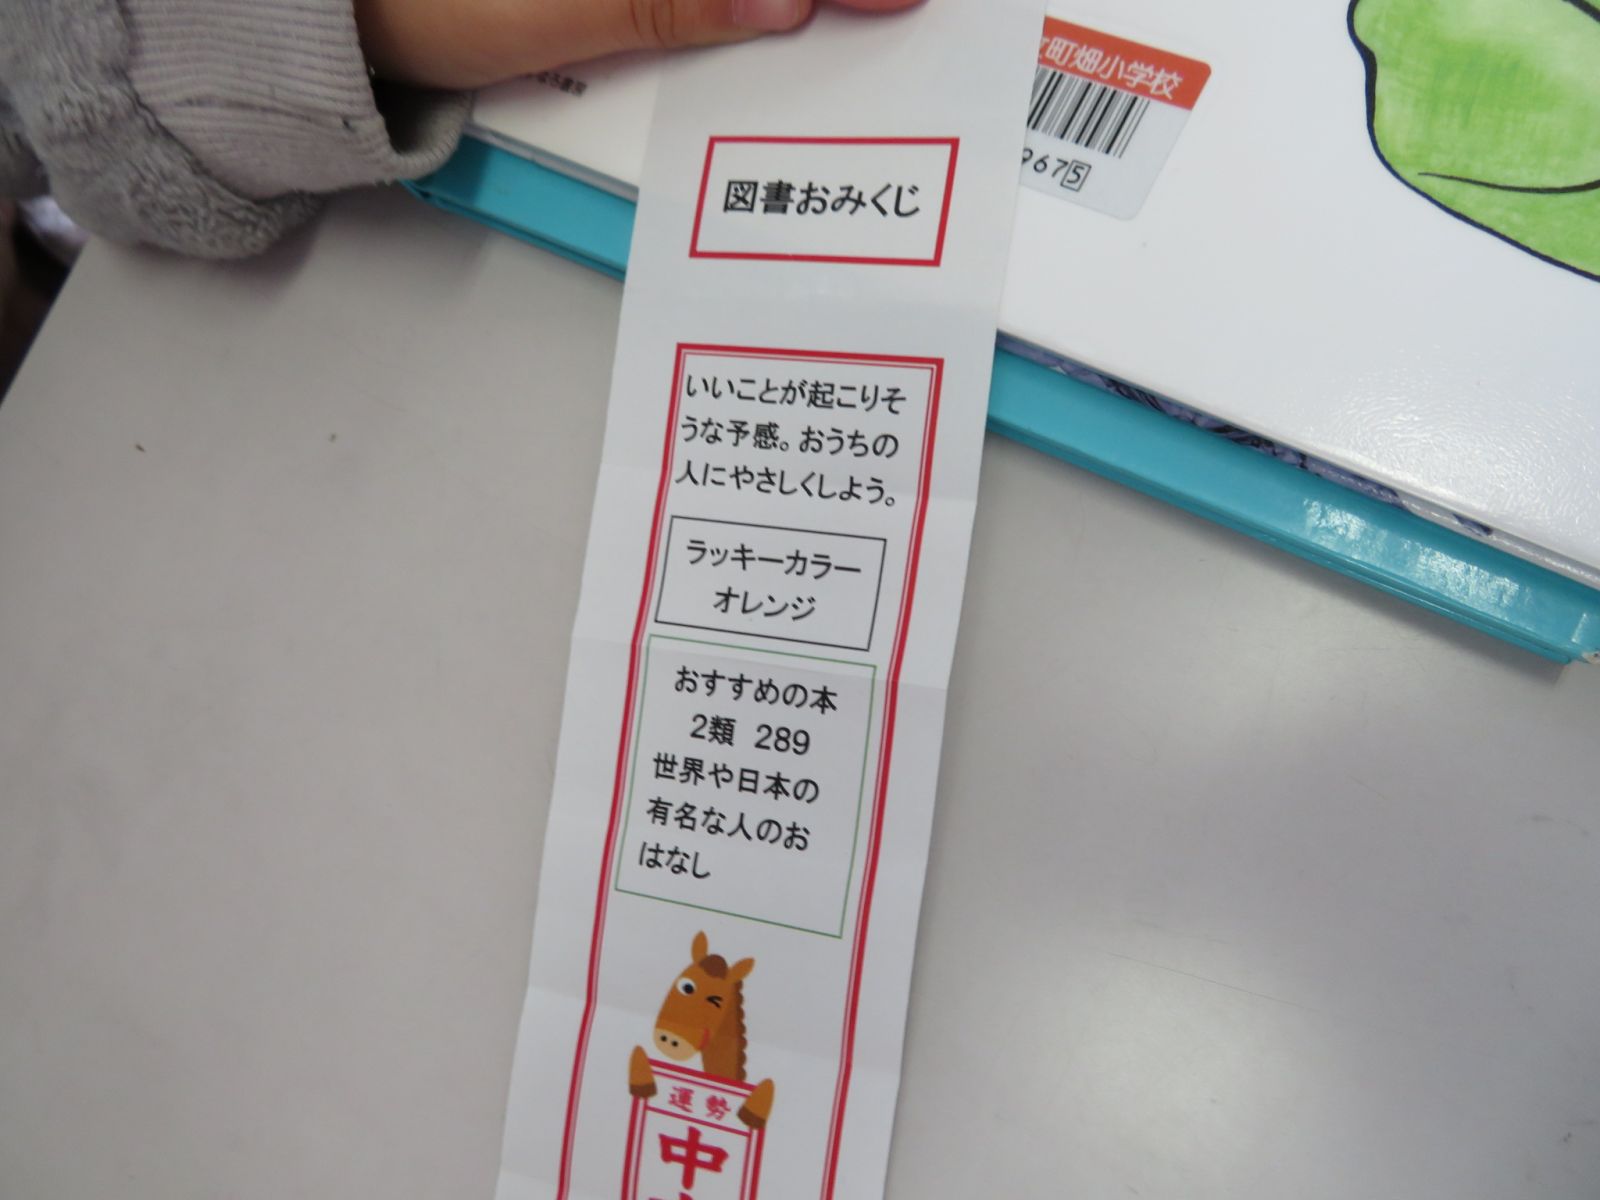 町畑小学校
9675
書房
図書おみくじ
いいことが起こりそ
うな予感。おうちの
人にやさしくしよう。
ラッキーカラー
オレンジ
おすすめの本
2類 289
世界や日本の
有名な人のお
はなし
運勢
中